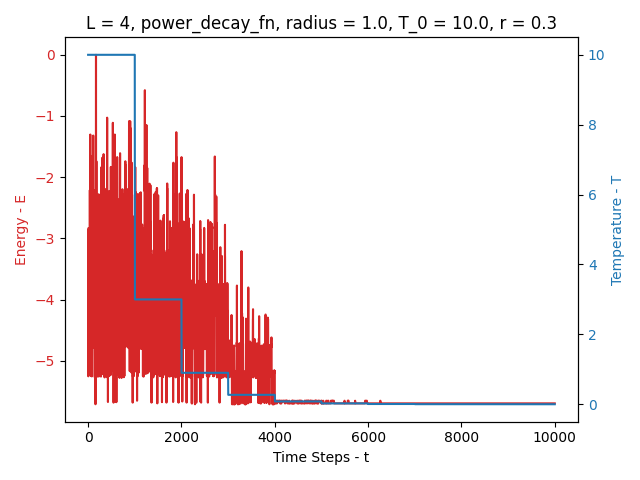 L = 4, power_decay_fn, radius = 1.0, T_0 = 10.0, r = 0.3
Energy - E
0
−1
−2
−3
−4
−5
10
8
6
4
2
0
Temperature - T
0 2000 4000 6000 8000 10000
Time Steps - t